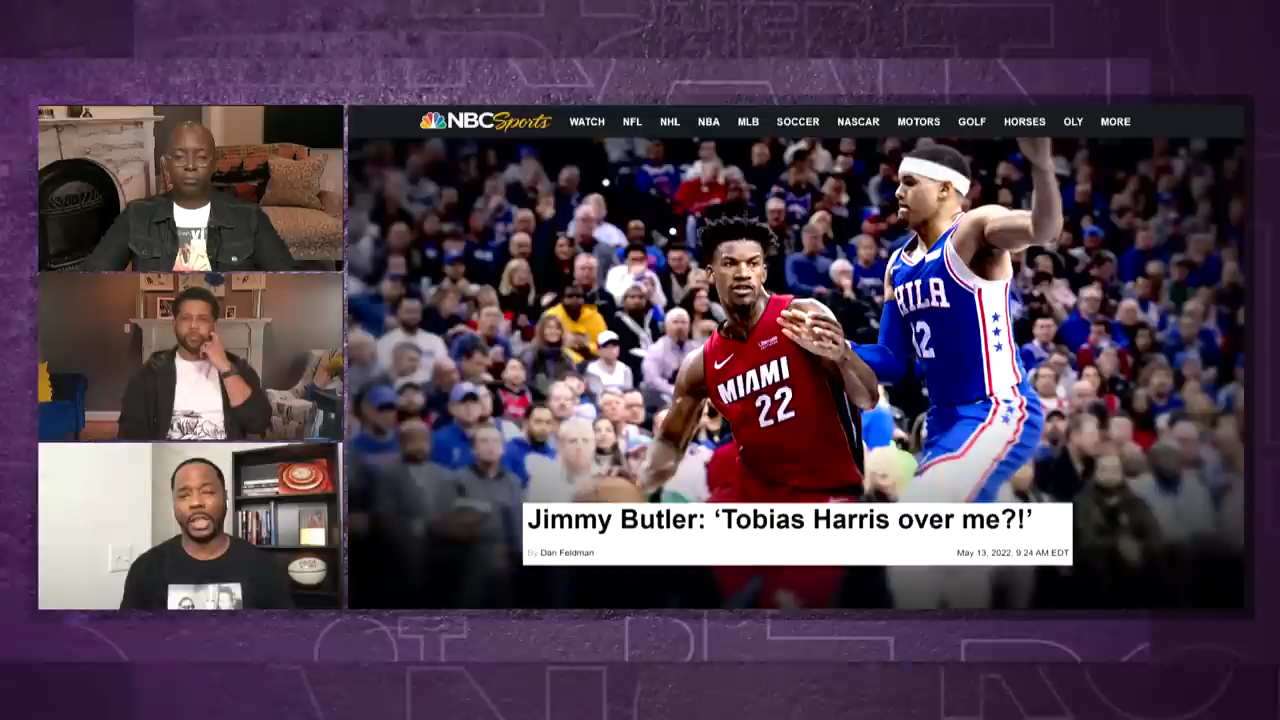 NBC Sports WATCH NFL NHL NBA MLB SOCCER NASCAR MOTORS GOLF HORSES OLY MORE
PHILA
12
MIAMI
22
Jimmy Butler: ‘Tobias Harris over me?!’
By Dan Feldman May 13, 2022, 9:24 AM EDT